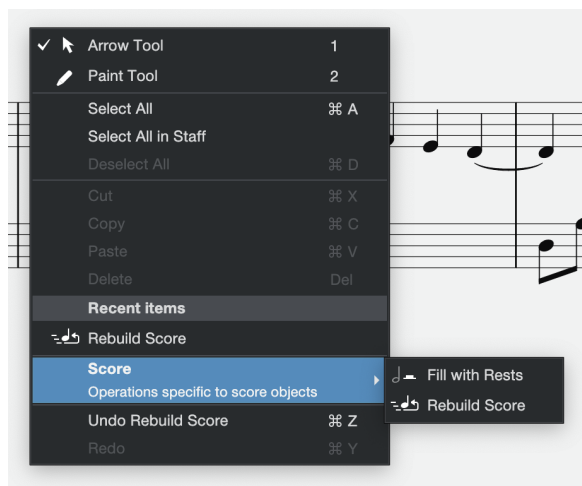 Arrow Tool 1
Paint Tool 2
Select All ⌘ A
Select All in Staff
Deselect All ⌘ D
Cut ⌘ X
Copy ⌘ C
Paste ⌘ V
Delete Del
Recent items
Rebuild Score
Score
Operations specific to score objects
Undo Rebuild Score ⌘ Z
Redo ⌘ Y
Fill with Rests
Rebuild Score